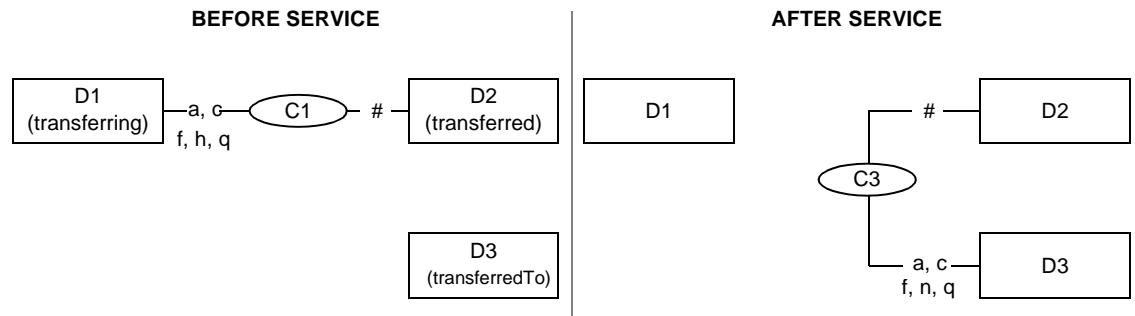 BEFORE SERVICE
AFTER SERVICE
D1
(transferring)
a, c
f, h, q
C1
#
D2
(transferred)
D3
(transferredTo)
D1
#
D2
C3
a, c
f, n, q
D3